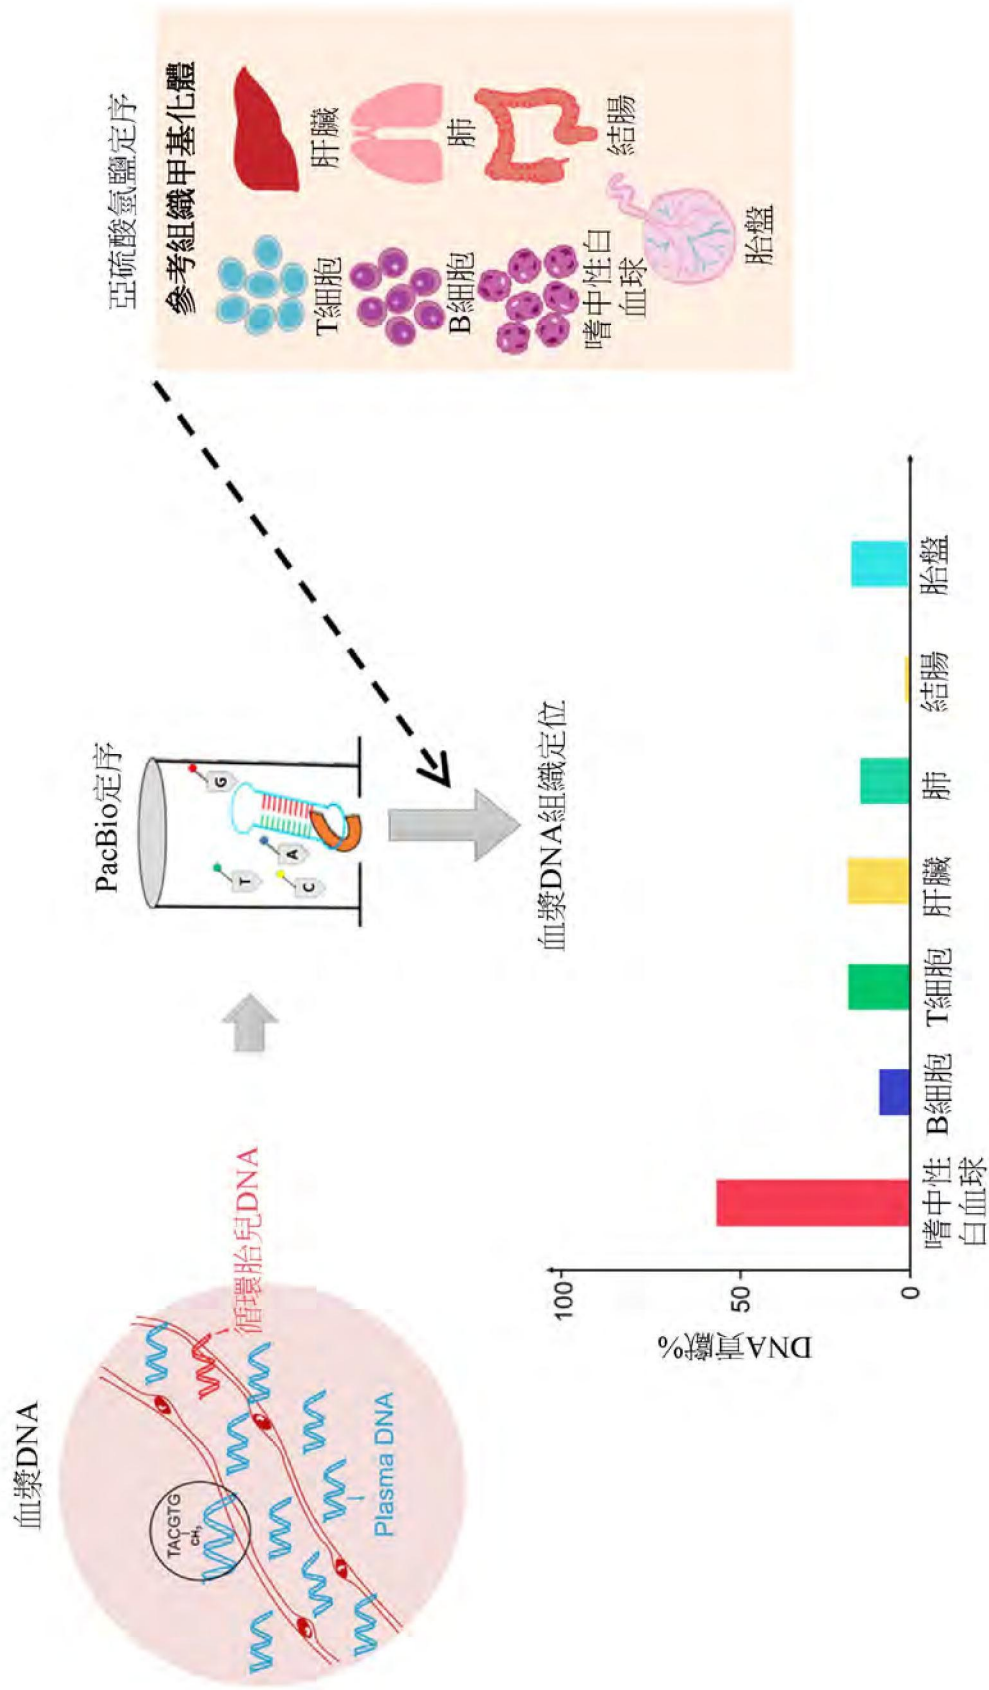 血漿DNA
TACGTG
CH₃
循環胎兒DNA
Plasma DNA
PacBio定序
G
T
A
C
亞硫酸氫鹽定序
參考組織甲基化體
T細胞
肝臟
B細胞
肺
嗜中性白
血球
結腸
胎盤
血漿DNA組織定位
DNA貢獻%
100
50
0
嗜中性
白血球
B細胞
T細胞
肝臟
肺
結腸
胎盤